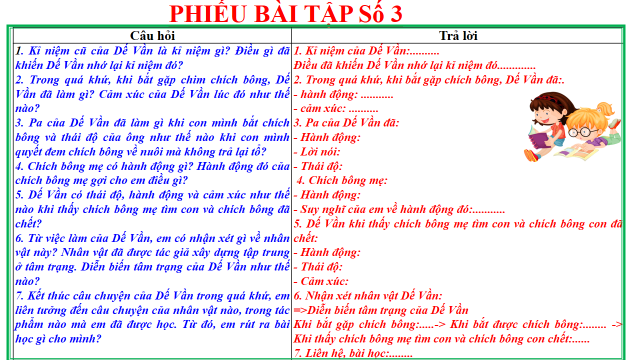 PHIẾU BÀI TẬP Số 3
Câu hỏi
1. Kỉ niệm cũ của Dế Vần là kỉ niệm gì? Điều gì đã
khiến Dế Vần nhớ lại kỉ niệm đó?
2. Trong quá khứ, khi bắt gặp chim chích bông, Dế
Vần đã làm gì? Cảm xúc của Dế Vần lúc đó như thế
nào?
3. Pa của Dế Vần đã làm gì khi con mình bắt chích
bông và thái độ của ông như thế nào khi con mình
quyết đem chích bông về nuôi mà không trả lại tổ?
4. Chích bông mẹ có hành động gì? Hành động đó của
chích bông mẹ gợi cho em điều gì?
5. Dế Vần có thái độ, hành động và cảm xúc như thế
nào khi thấy chích bông mẹ tìm con và chích bông đã
chết?
6. Từ việc làm của Dế Vần, em có nhận xét gì về nhân
vật này? Nhân vật đã được tác giả xây dựng tập trung
ở tâm trạng. Diễn biến tâm trạng của Dế Vần như thế
nào?
7. Kết thúc câu chuyện của Dế Vần trong quá khứ, em
liên tưởng đến câu chuyện của nhân vật nào, trong tác
phẩm nào mà em đã được học. Từ đó, em rút ra bài
học gì cho mình?
Trả lời
1. Kỉ niệm cũ của Dế Vần:..........
Điều đã khiến Dế Vần nhớ lại kỉ niệm đó.............
2. Trong quá khứ, khi bắt gặp chích bông, Dế Vần đã:.
- hành động: ...........
- cảm xúc: ..........
3. Pa của Dế Vần đã:
- Hành động:
- Lời nói:
- Thái độ:
4. Chích bông mẹ:
- Hành động:
- Suy nghĩ của em về hành động đó:...........
5. Dế Vần khi thấy chích bông mẹ tìm con và chích bông con đã
chết:
- Hành động:
- Thái độ:
- Cảm xúc:
6. Nhận xét nhân vật Dế Vần:
=>Diễn biến tâm trạng của Dế Vần
Khi bắt gặp chích bông:.....-> Khi bắt được chích bông:........ ->
Khi thấy chích bông mẹ tìm con và chích bông con chết:......
7. Liên hệ, bài học:........